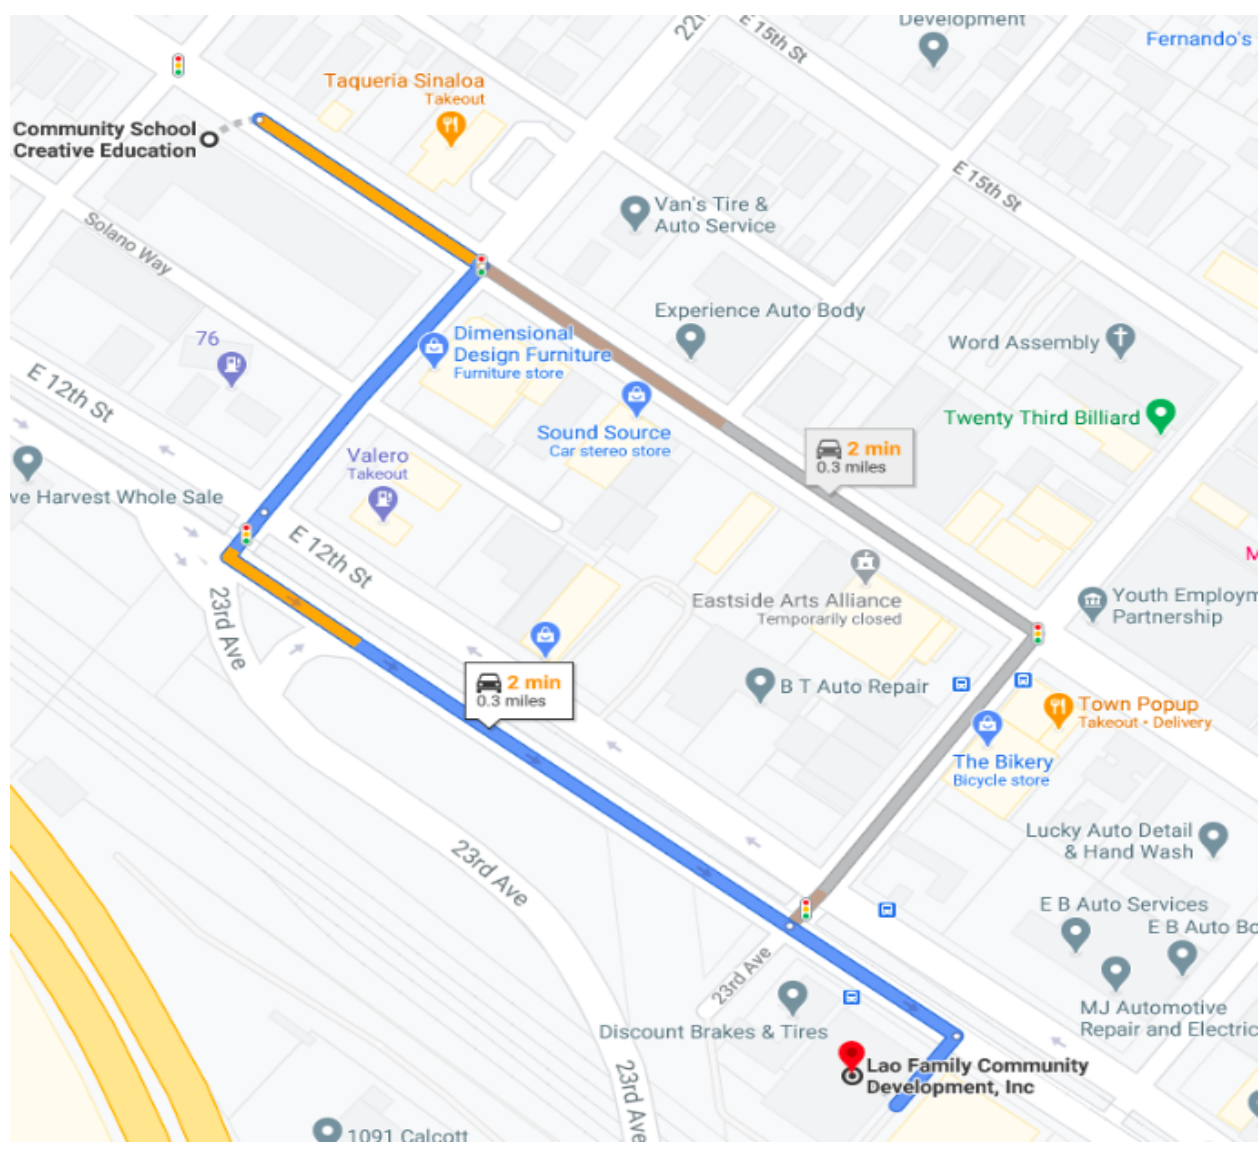 Development
E 15th St
Fernando's
Taqueria Sinaloa
Takeout
Community School
Creative Education
E 15th St
Van's Tire &
Auto Service
Solano Way
Experience Auto Body
Dimensional
Design Furniture
Furniture store
76
Word Assembly
E 12th St
Twenty Third Billiard
Sound Source
Car stereo store
2 min
0.3 miles
Valero
Takeout
ve Harvest Whole Sale
E 12th St
Eastside Arts Alliance
Temporarily closed
Youth Employm
Partnership
23rd Ave
2 min
0.3 miles
B T Auto Repair
Town Popup
Takeout • Delivery
The Bikery
Bicycle store
Lucky Auto Detail
& Hand Wash
23rd Ave
E B Auto Services
E B Auto Bo
23rd Ave
MJ Automotive
Repair and Electric
Discount Brakes & Tires
Lao Family Community
Development, Inc
23rd Ave
1091 Calcott